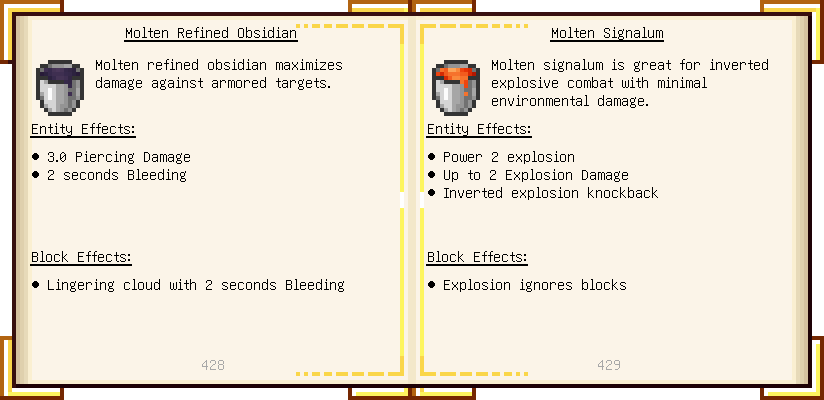 Molten Refined Obsidian
Molten refined obsidian maximizes
damage against armored targets.
Entity Effects:
● 3.0 Piercing Damage
● 2 seconds Bleeding
Block Effects:
● Lingering cloud with 2 seconds Bleeding
428
Molten Signalum
Molten signalum is great for inverted
explosive combat with minimal
environmental damage.
Entity Effects:
● Power 2 explosion
● Up to 2 Explosion Damage
● Inverted explosion knockback
Block Effects:
● Explosion ignores blocks
429